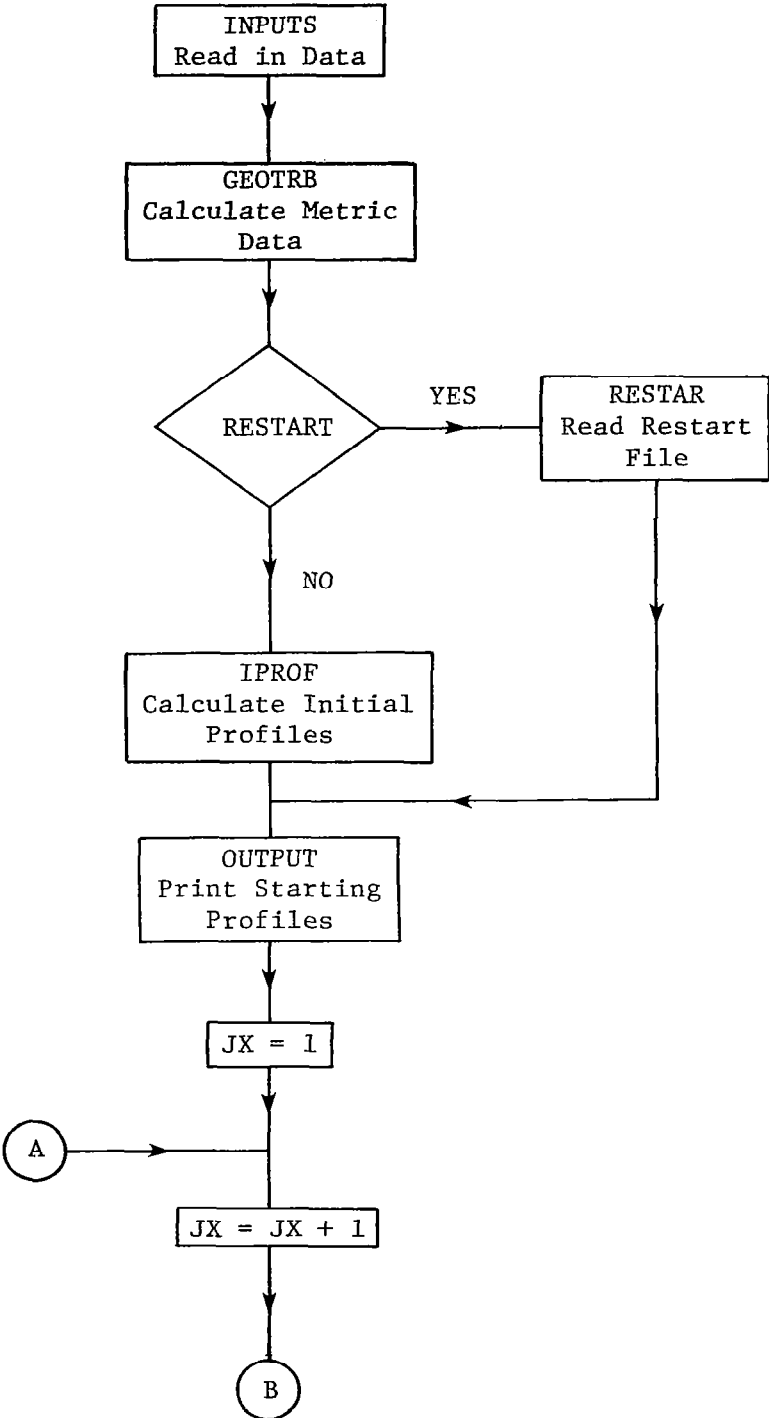 INPUTS
Read in Data
GEOTRB
Calculate Metric
Data
RESTART
YES
RESTAR
Read Restart
File
NO
IPROF
Calculate Initial
Profiles
OUTPUT
Print Starting
Profiles
JX = 1
A
JX = JX + 1
B